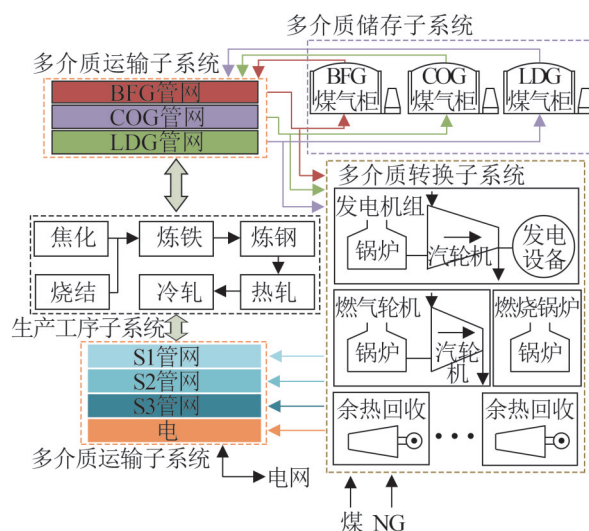 多介质储存子系统
多介质运输子系统
BFG
煤气柜
COG
煤气柜
LDG
煤气柜
BFG管网
COG管网
LDG管网
多介质转换子系统
发电机组
锅炉
汽轮机
发电
设备
焦化
炼铁
炼钢
烧结
冷轧
热轧
生产工序子系统
燃气轮机
锅炉
汽轮
机
燃烧锅炉
锅炉
S1管网
S2管网
S3管网
电
余热回收
余热回收
多介质运输子系统
电网
煤 NG